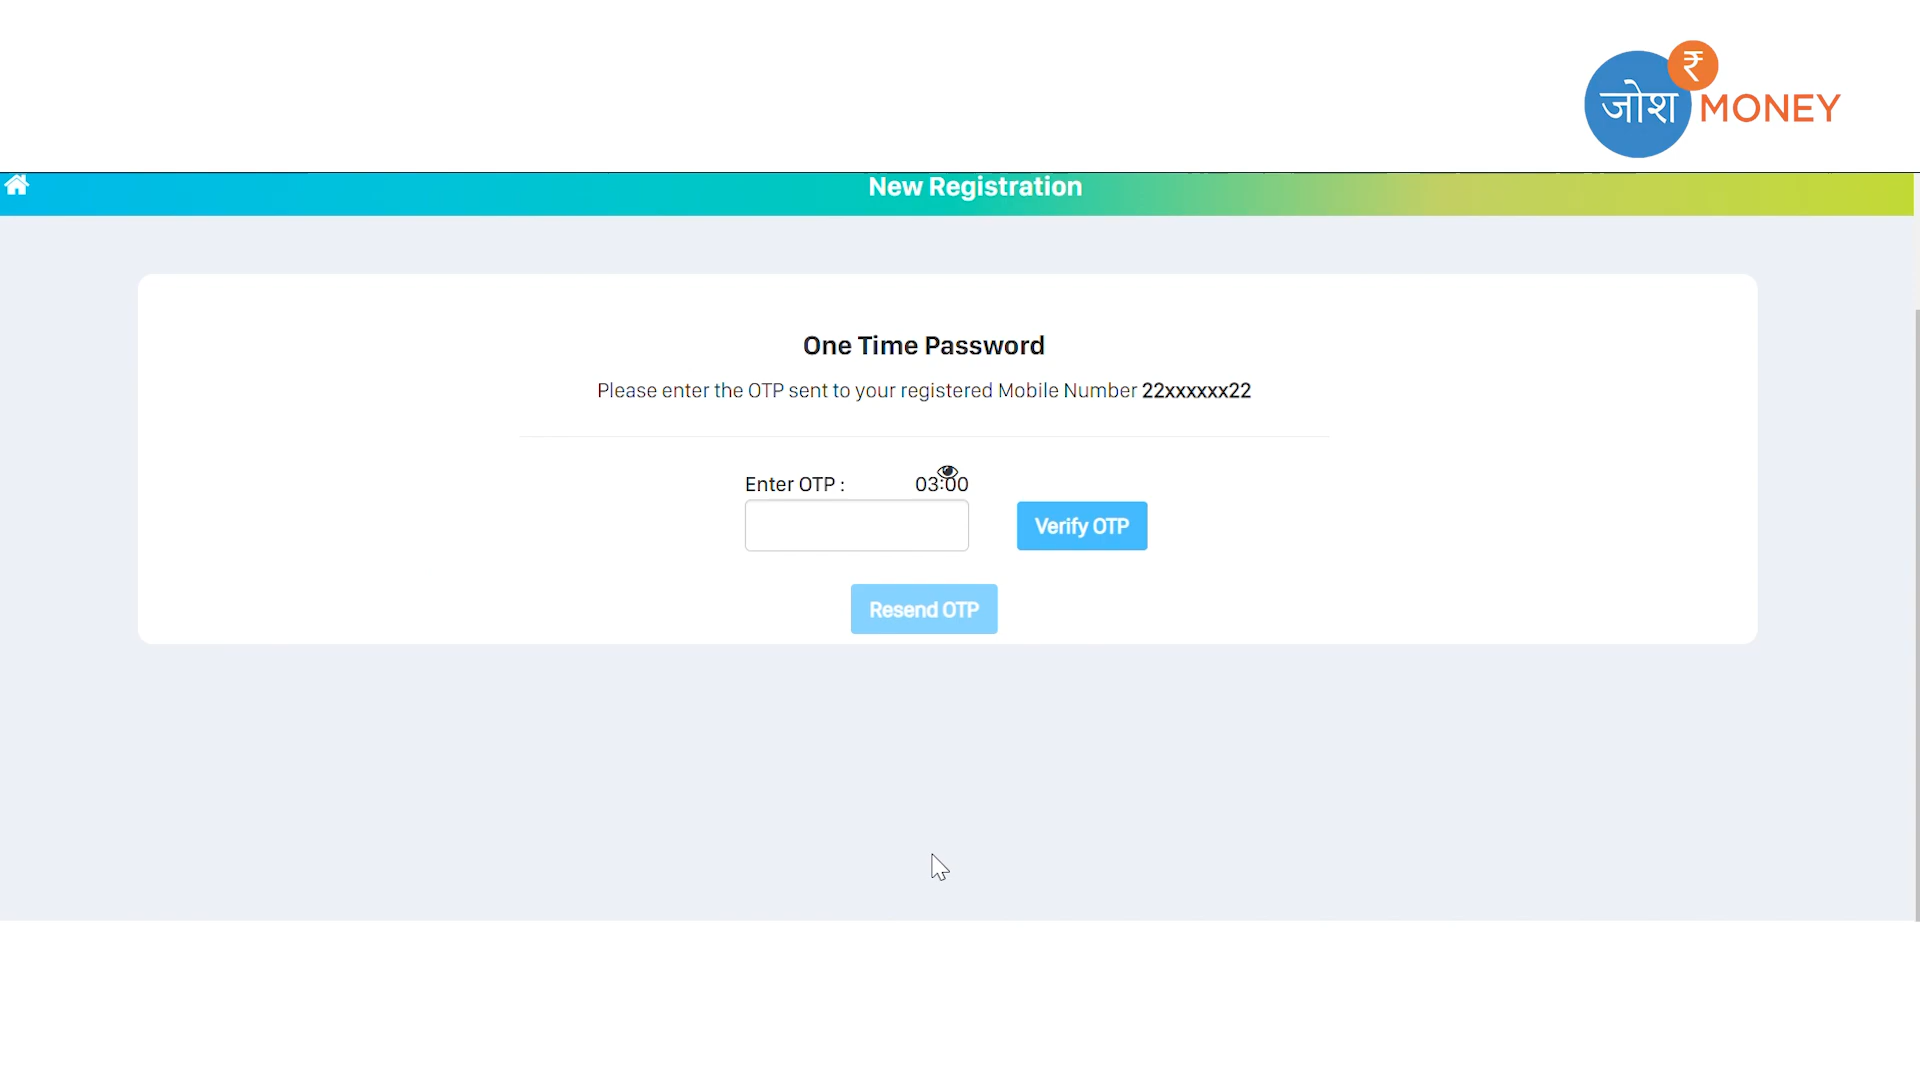 ₹
जोश MONEY
New Registration
One Time Password
Please enter the OTP sent to your registered Mobile Number 22xxxxxx22
Enter OTP : 03:00
Verify OTP
Resend OTP